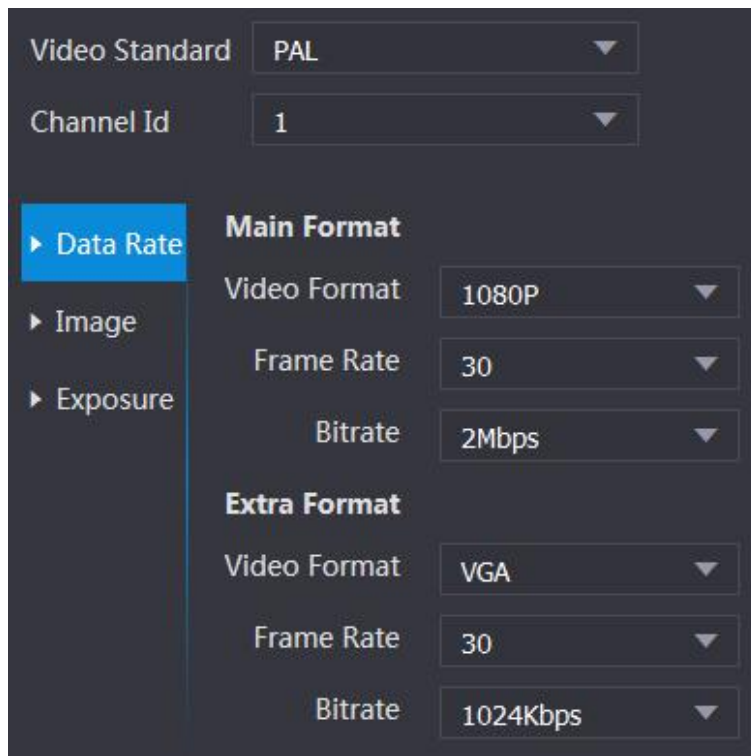 Video Standard PAL
Channel Id 1
Data Rate
Image
Exposure
Main Format
Video Format 1080P
Frame Rate 30
Bitrate 2Mbps
Extra Format
Video Format VGA
Frame Rate 30
Bitrate 1024Kbps